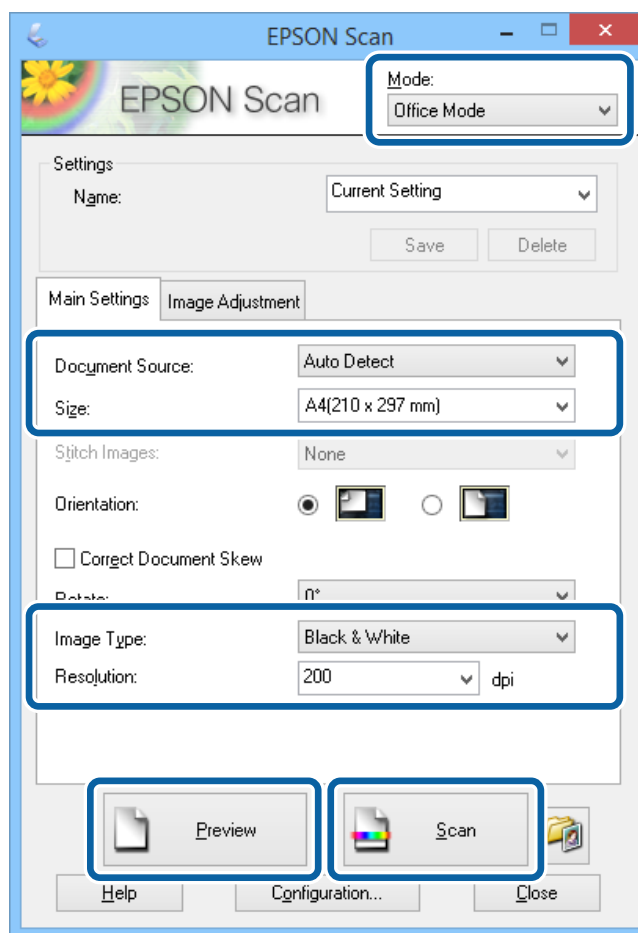 EPSON Scan
EPSON Scan
Mode:
Office Mode
Settings
Name:
Current Setting
Save Delete
Main Settings Image Adjustment
Document Source: Auto Detect
Size: A4(210 x 297 mm)
Stitch Images: None
Orientation:
Correct Document Skew
Rotate: 0°
Image Type: Black & White
Resolution: 200 dpi
Preview Scan
Help Configuration... Close